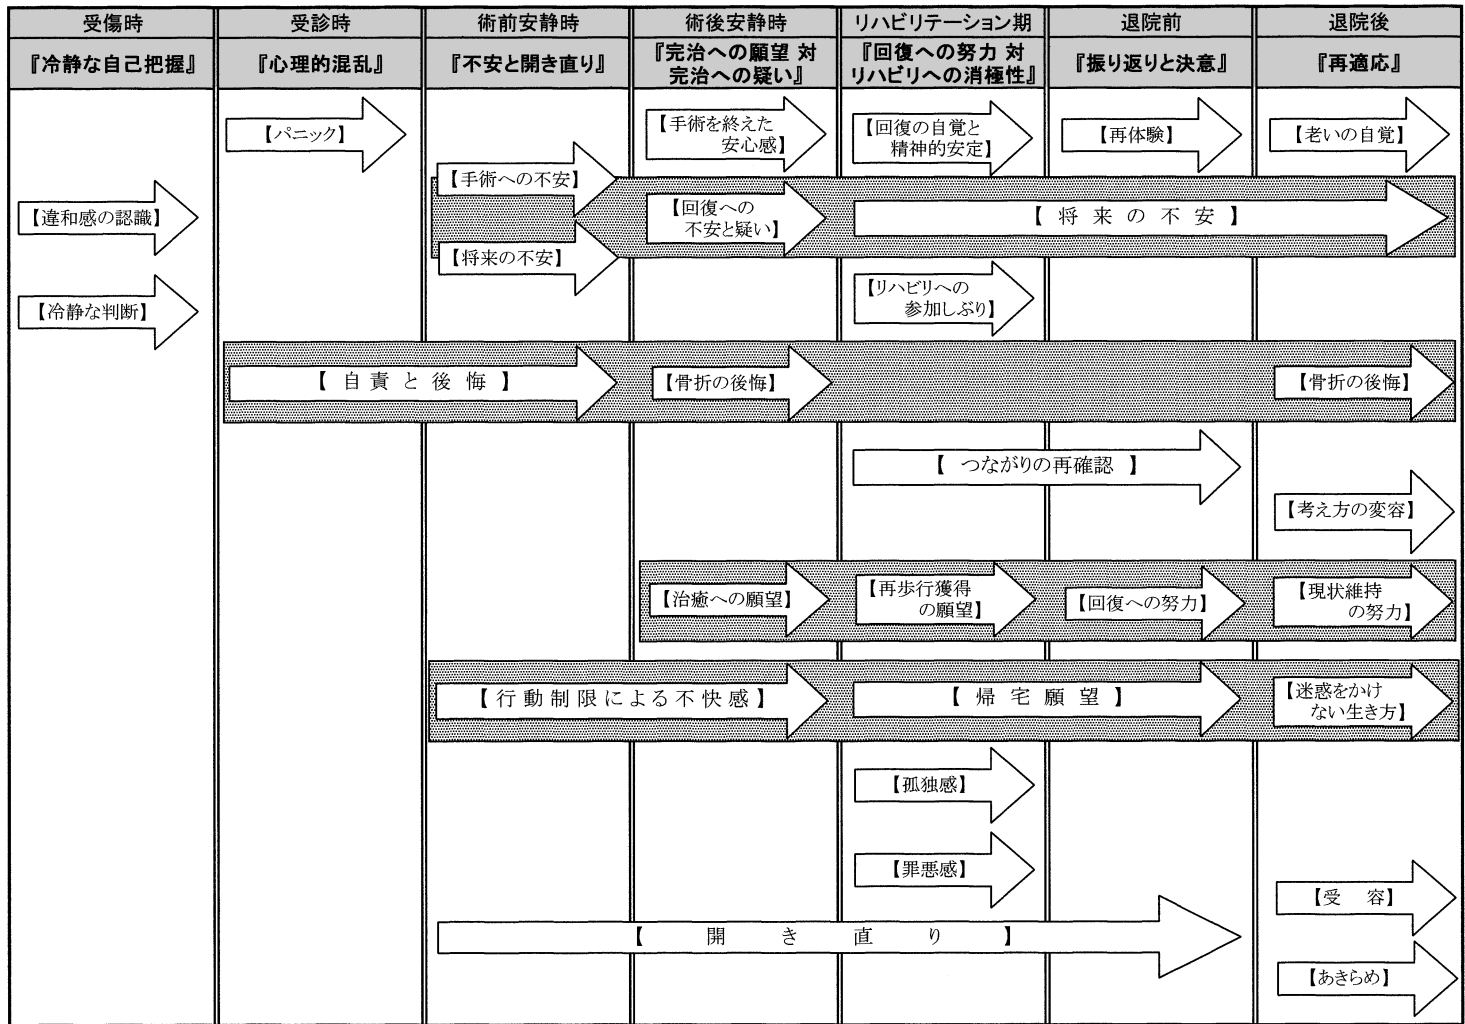 受傷時
受診時
術前安静時
術後安静時
リハビリテーション期
退院前
退院後
『冷静な自己把握』
『心理的混乱』
『不安と開き直り』
『完治への願望 対
完治への疑い』
『回復への努力 対
リハビリへの消極性』
『振り返りと決意』
『再適応』
【パニック】
【手術を終えた
安心感】
【回復の自覚と
精神的安定】
【再体験】
【老いの自覚】
【手術への不安】
【違和感の認識】
【回復への
不安と疑い】
【将来の不安】
【将来の不安】
【冷静な判断】
【リハビリへの
参加しぶり】
【自責と後悔】
【骨折の後悔】
【骨折の後悔】
【つながりの再確認】
【考え方の変容】
【治癒への願望】
【再歩行獲得
の願望】
【回復への努力】
【現状維持
の努力】
【行動制限による不快感】
【帰宅願望】
【迷惑をかけ
ない生き方】
【孤独感】
【罪悪感】
【受 容】
【開き直り】
【あきらめ】